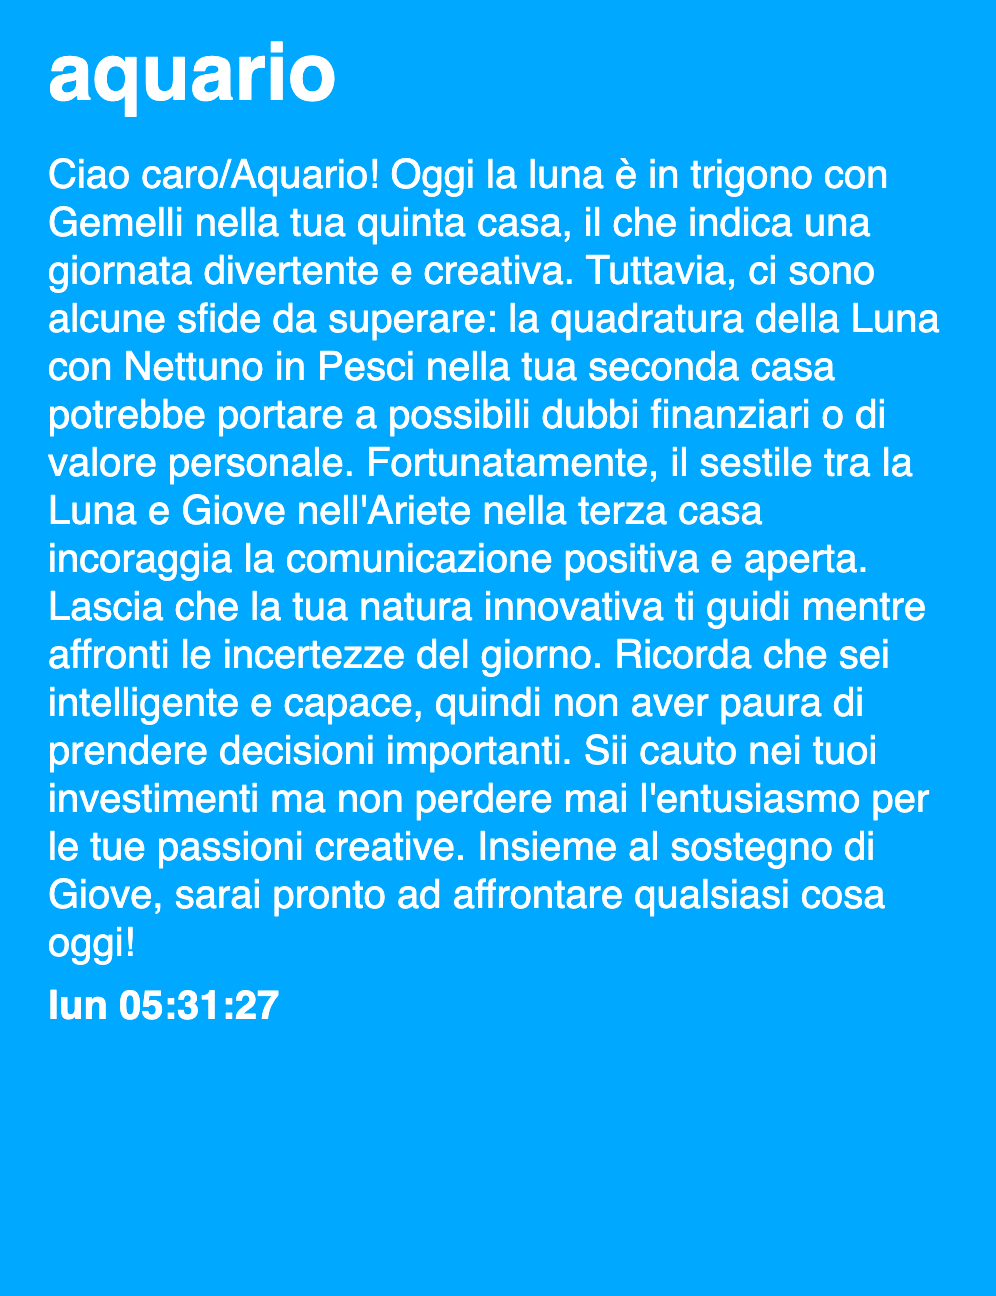 aquario
Ciao caro/Aquario! Oggi la luna è in trigono con
Gemelli nella tua quinta casa, il che indica una
giornata divertente e creativa. Tuttavia, ci sono
alcune sfide da superare: la quadratura della Luna
con Nettuno in Pesci nella tua seconda casa
potrebbe portare a possibili dubbi finanziari o di
valore personale. Fortunatamente, il sestile tra la
Luna e Giove nell'Ariete nella terza casa
incoraggia la comunicazione positiva e aperta.
Lascia che la tua natura innovativa ti guidi mentre
affronti le incertezze del giorno. Ricorda che sei
intelligente e capace, quindi non aver paura di
prendere decisioni importanti. Sii cauto nei tuoi
investimenti ma non perdere mai l'entusiasmo per
le tue passioni creative. Insieme al sostegno di
Giove, sarai pronto ad affrontare qualsiasi cosa
oggi!
lun 05:31:27